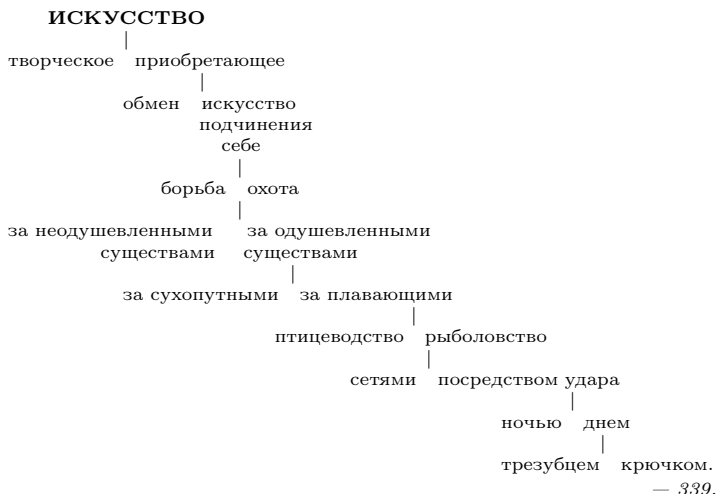 ИСКУССТВО
творческое приобретающее
обмен искусство
подчинения
себе
борьба охота
за неодушевленными за одушевленными
существами существами
за сухопутными за плавающими
птицеводство рыболовство
сетями посредством удара
ночью днем
трезубцем крючком.
— 339.